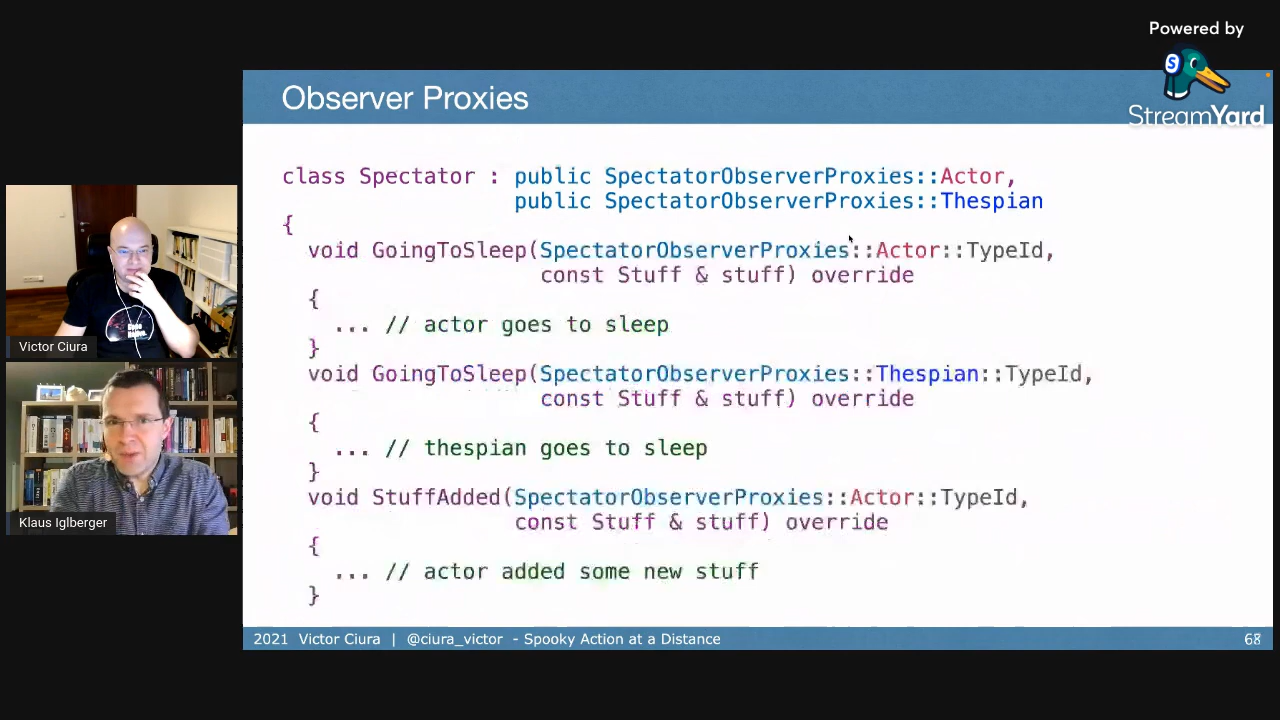 Powered by
StreamYard
Observer Proxies
class Spectator : public SpectatorObserverProxies::Actor,
public SpectatorObserverProxies::Thespian
{
void GoingToSleep(SpectatorObserverProxies::Actor::TypeId,
const Stuff & stuff) override
{
... // actor goes to sleep
}
void GoingToSleep(SpectatorObserverProxies::Thespian::TypeId,
const Stuff & stuff) override
{
... // thespian goes to sleep
}
void StuffAdded(SpectatorObserverProxies::Actor::TypeId,
const Stuff & stuff) override
{
... // actor added some new stuff
}
Victor Ciura
Klaus Iglberger
2021 Victor Ciura | @ciura_victor - Spooky Action at a Distance
68